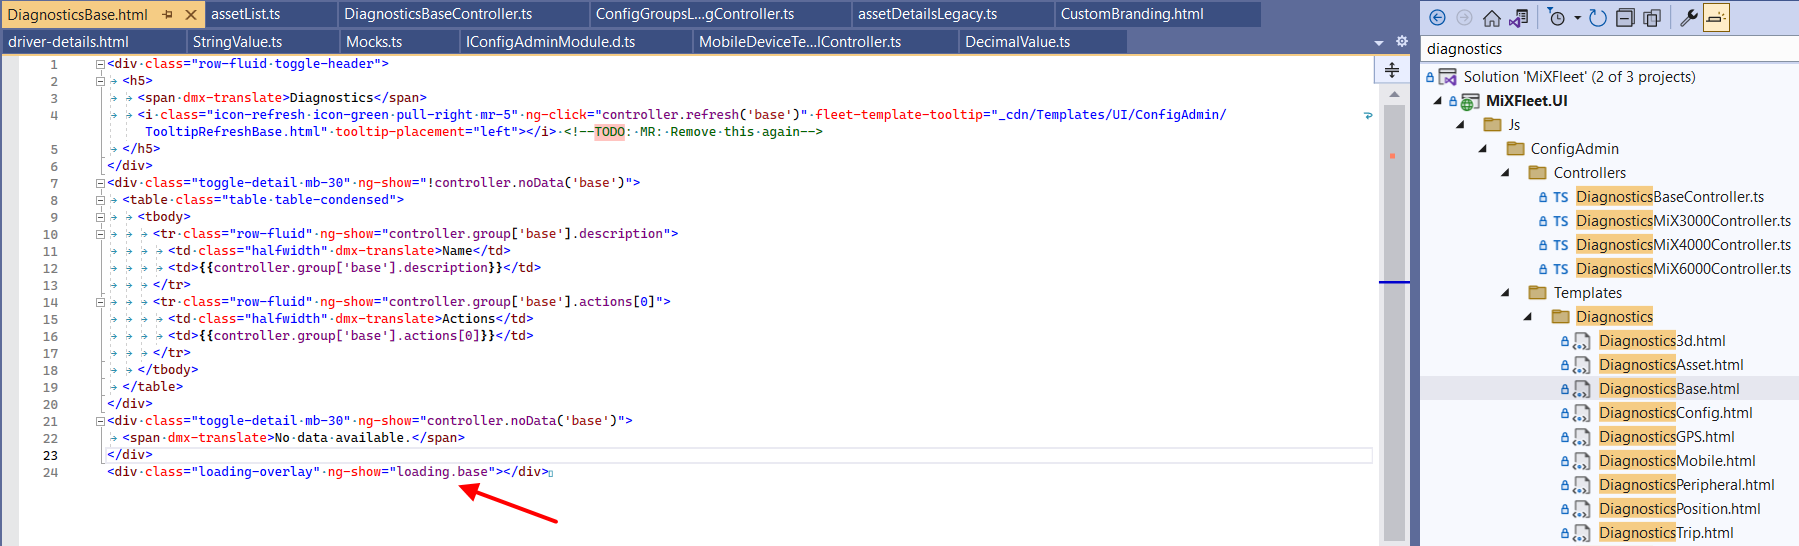 DiagnosticsBase.html
assetList.ts
DiagnosticsBaseController.ts
ConfigGroupsL...gController.ts
assetDetailsLegacy.ts
CustomBranding.html
driver-details.html
StringValue.ts
Mocks.ts
IConfigAdminModule.d.ts
MobileDeviceTe...lController.ts
DecimalValue.ts
1 <div class="row-fluid toggle-header">
2 <h5>
3 <span dmx-translate>Diagnostics</span>
4 <i class="icon-refresh icon-green pull-right mr-5" ng-click="controller.refresh('base')" fleet-template-tooltip="_cdn/Templates/UI/ConfigAdmin/
TooltipRefreshBase.html" tooltip-placement="left"></i> <!--TODO: MR: Remove this again-->
5 </h5>
6 </div>
7 <div class="toggle-detail mb-30" ng-show="!controller.noData('base')">
8 <table class="table table-condensed">
9 <tbody>
10 <tr class="row-fluid" ng-show="controller.group['base'].description">
11 <td class="halfwidth" dmx-translate>Name</td>
12 <td>{{controller.group['base'].description}}</td>
13 </tr>
14 <tr class="row-fluid" ng-show="controller.group['base'].actions[0]">
15 <td class="halfwidth" dmx-translate>Actions</td>
16 <td>{{controller.group['base'].actions[0]}}</td>
17 </tr>
18 </tbody>
19 </table>
20 </div>
21 <div class="toggle-detail mb-30" ng-show="controller.noData('base')">
22 <span dmx-translate>No data available.</span>
23 </div>
24 <div class="loading-overlay" ng-show="loading.base"></div>
diagnostics
Solution 'MiXFleet' (2 of 3 projects)
MiXFleet.UI
Js
ConfigAdmin
Controllers
TS DiagnosticsBaseController.ts
TS DiagnosticsMiX3000Controller.ts
TS DiagnosticsMiX4000Controller.ts
TS DiagnosticsMiX6000Controller.ts
Templates
Diagnostics
Diagnostics3d.html
DiagnosticsAsset.html
DiagnosticsBase.html
DiagnosticsConfig.html
DiagnosticsGPS.html
DiagnosticsMobile.html
DiagnosticsPeripheral.html
DiagnosticsPosition.html
DiagnosticsTrip.html